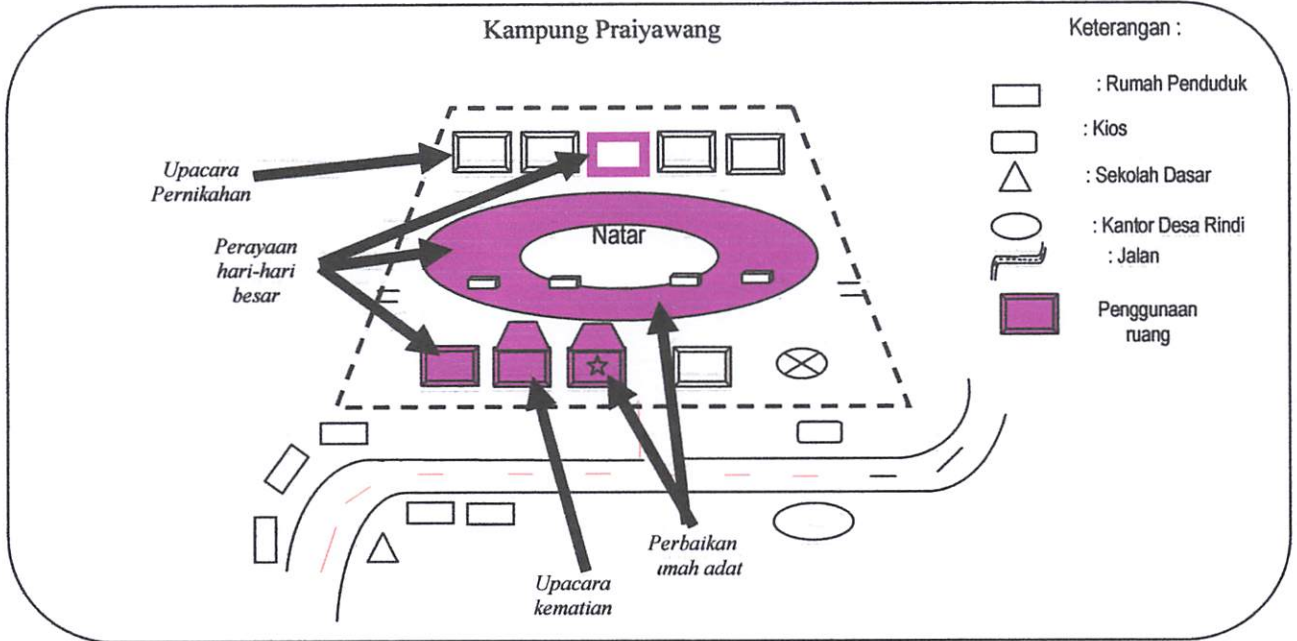 Kampung Praiyawang
Keterangan :
: Rumah Penduduk
: Kios
: Sekolah Dasar
: Kantor Desa Rindi
: Jalan
Penggunaan
ruang
Upacara
Pernikahan
Perayaan
hari-hari
besar
Natar
Perbaikan
umah adat
Upacara
kematian